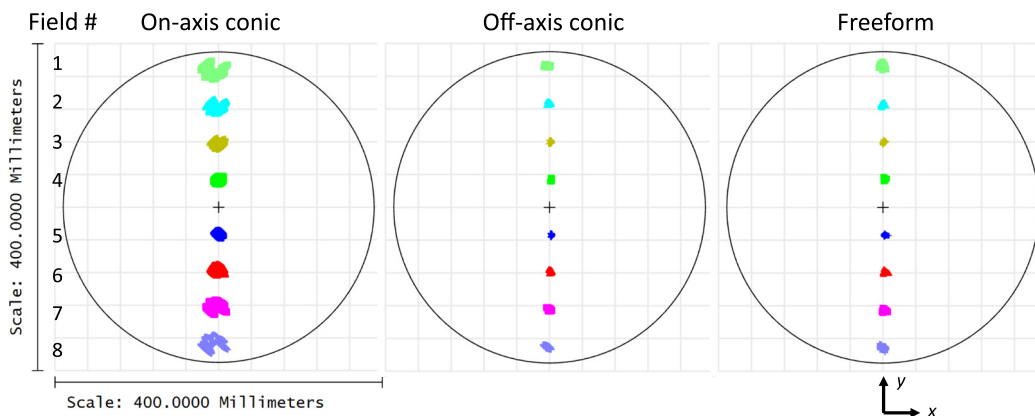 Field # On-axis conic Off-axis conic Freeform
1
2
3
4
5
6
7
8
Scale: 400.0000 Millimeters
Scale: 400.0000 Millimeters
y
x